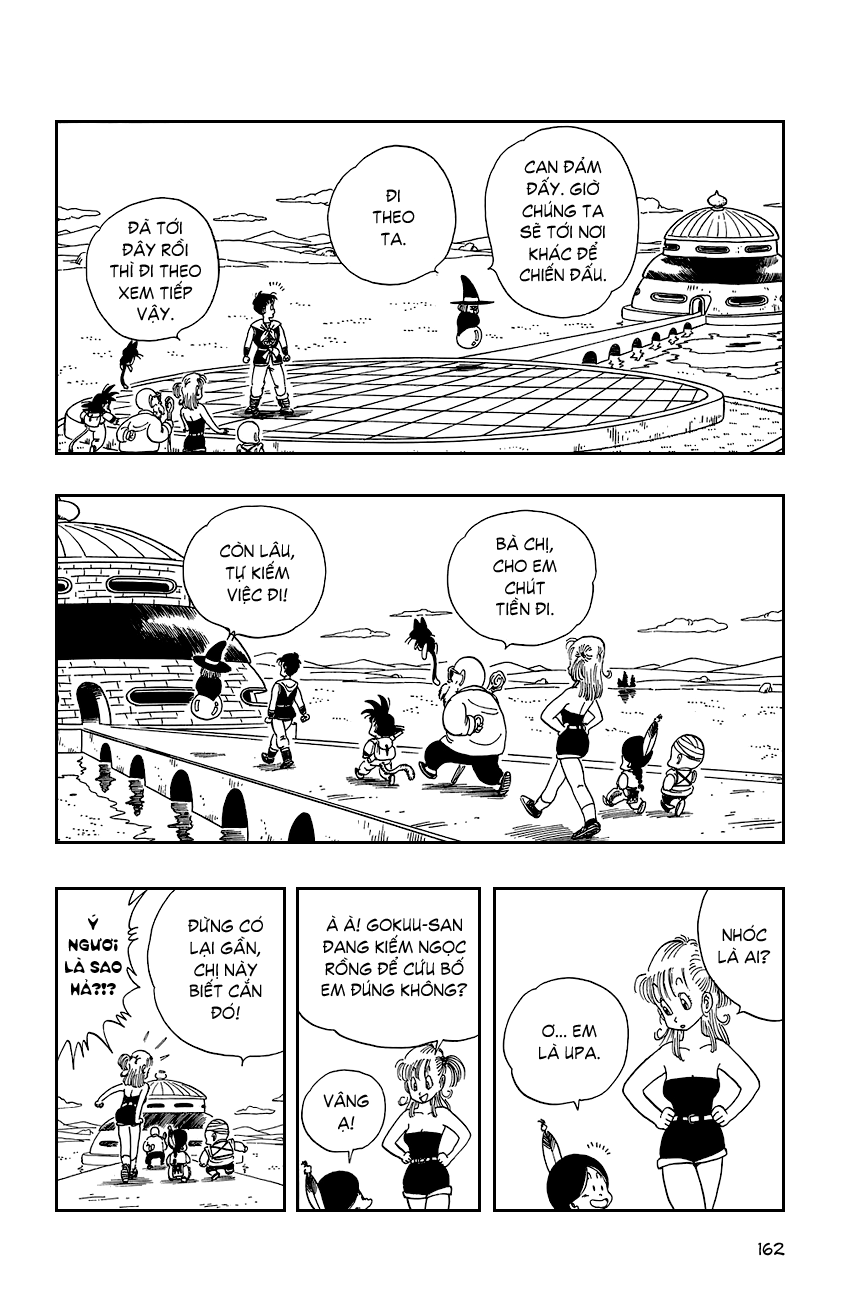 CAN ĐẢM
ĐẤY. GIỜ
CHÚNG TA
SẼ TỚI NƠI
KHÁC ĐỂ
CHIẾN ĐẤU.
ĐI
THEO
TA.
ĐÃ TỚI
ĐÂY RỒI
THÌ ĐI THEO
XEM TIẾP
VẬY.
BÀ CHỊ,
CHO EM
CHÚT
TIỀN ĐI.
CÒN LÂU,
TỰ KIẾM
VIỆC ĐI!
NHÓC
LÀ AI?
Ơ... EM
LÀ UPA.
À À! GOKUU-SAN
ĐANG KIẾM NGỌC
RỒNG ĐỂ CỨU BỐ
EM ĐÚNG KHÔNG?
VÂNG
Ạ!
ĐỪNG CÓ
LẠI GẦN,
CHỊ NÀY
BIẾT CẮN
ĐÓ!
Ý
NGƯƠI
LÀ SAO
HẢ?!?
162